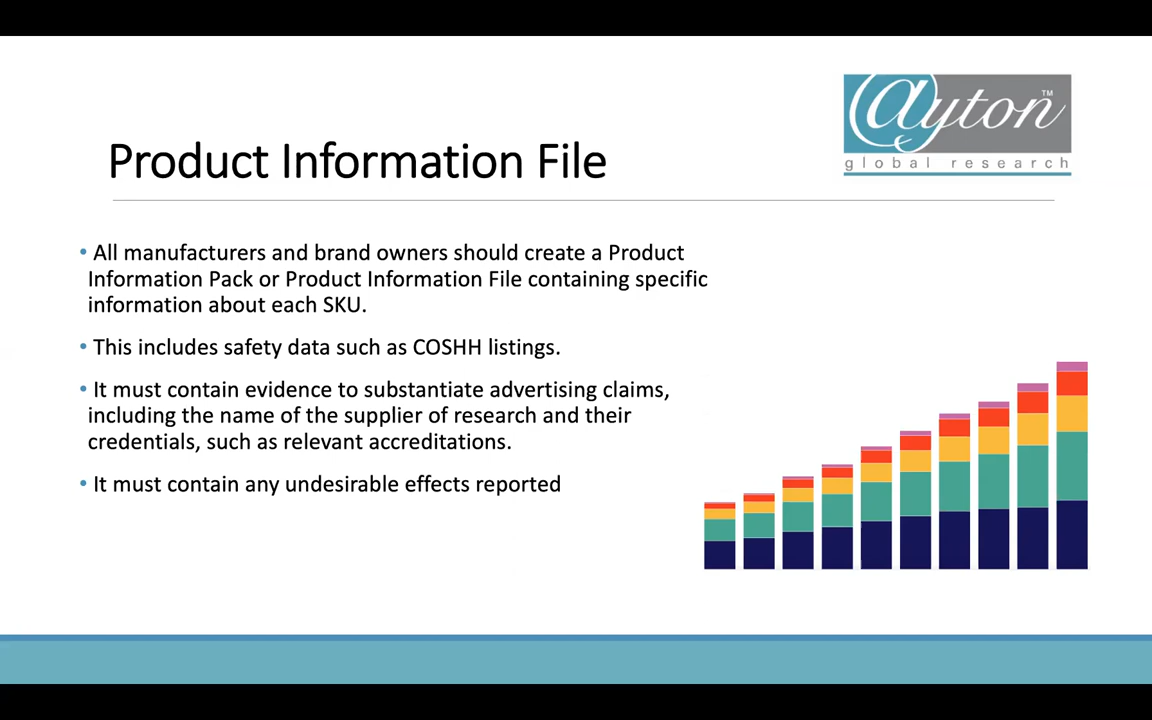 @yton™
global research
Product Information File
• All manufacturers and brand owners should create a Product
Information Pack or Product Information File containing specific
information about each SKU.
• This includes safety data such as COSHH listings.
• It must contain evidence to substantiate advertising claims,
including the name of the supplier of research and their
credentials, such as relevant accreditations.
• It must contain any undesirable effects reported